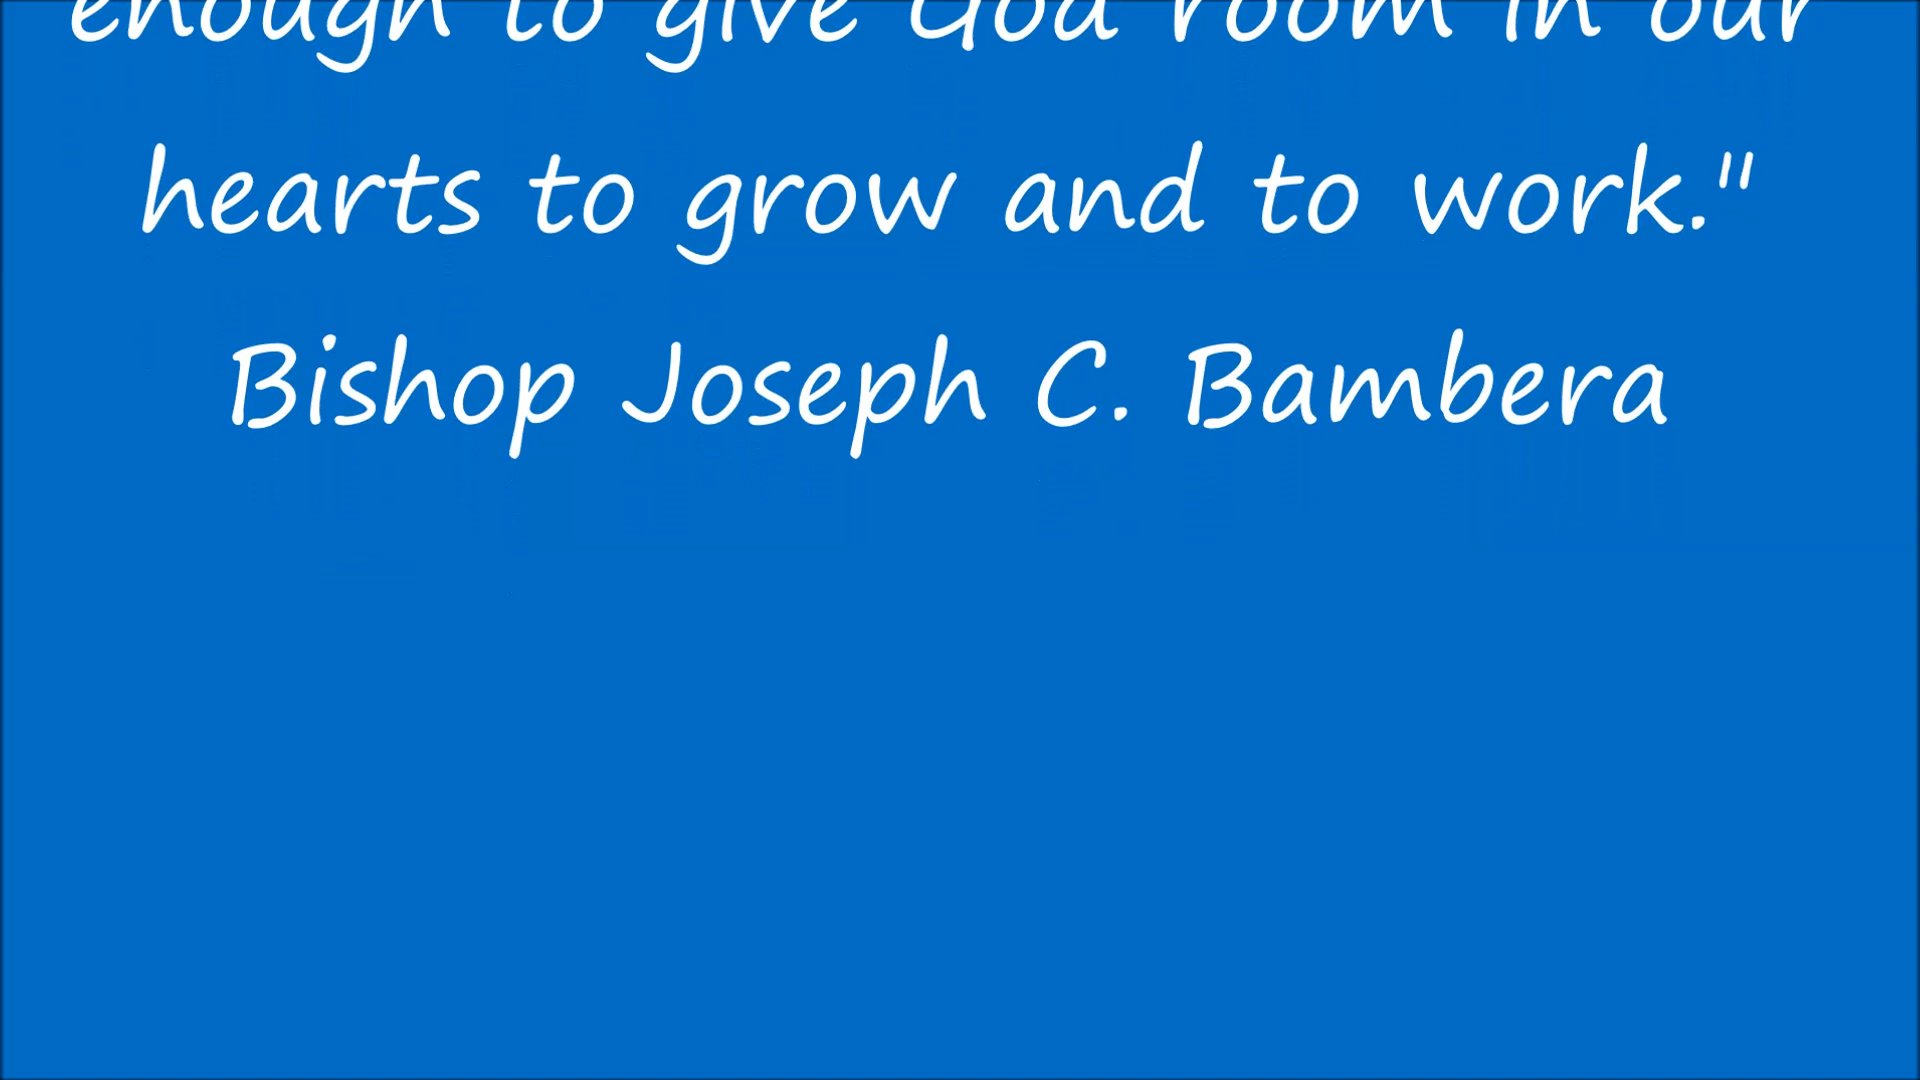 enough to give God room in our
hearts to grow and to work."
Bishop Joseph C. Bambera